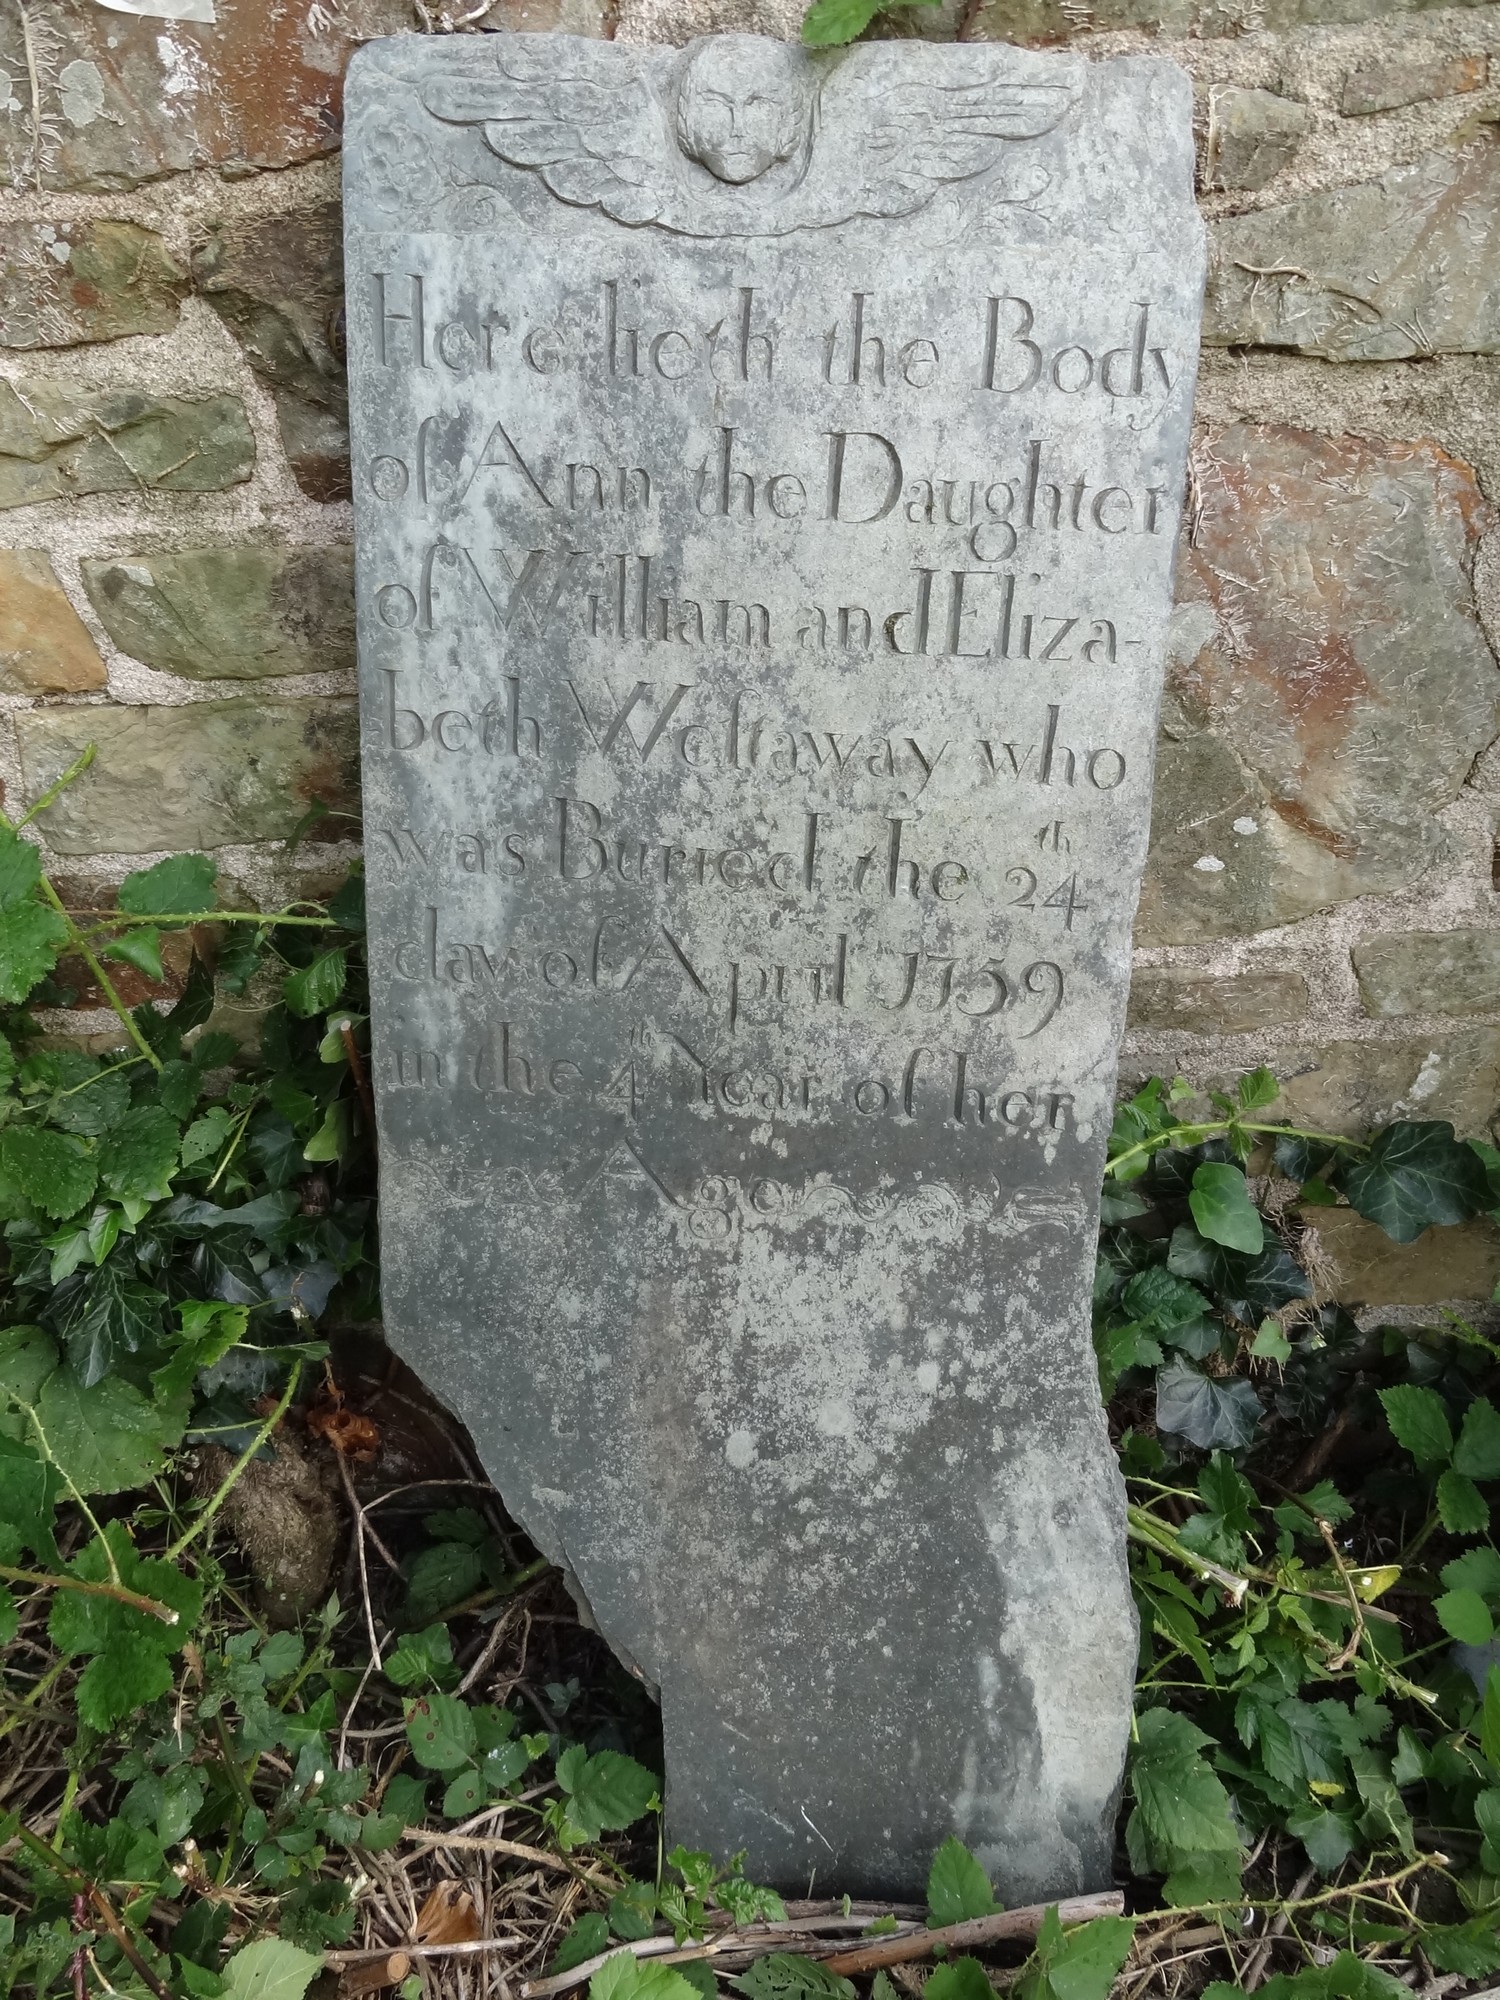 Here lieth the Body
of Ann the Daughter
of William and Eliza-
beth Weſtaway who
was Buried the 24th
day of April 1759
in the 4th Year of her
Age